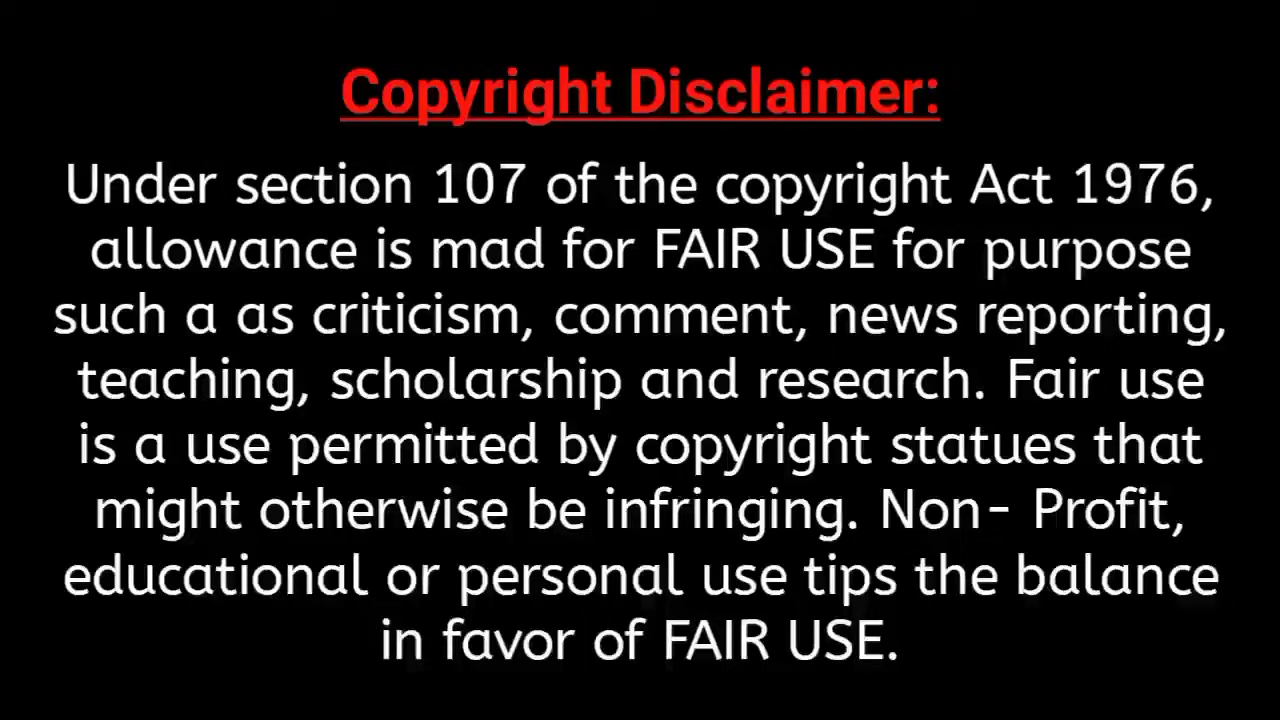 Copyright Disclaimer:
Under section 107 of the copyright Act 1976,
allowance is mad for FAIR USE for purpose
such a as criticism, comment, news reporting,
teaching, scholarship and research. Fair use
is a use permitted by copyright statues that
might otherwise be infringing. Non- Profit,
educational or personal use tips the balance
in favor of FAIR USE.